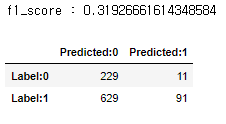 f1_score : 0.31926661614348584
Predicted:0 Predicted:1
Label:0 229 11
Label:1 629 91